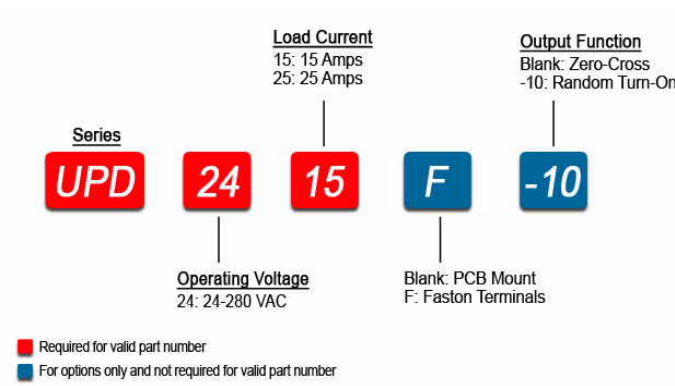 Load Current
15: 15 Amps
25: 25 Amps
Output Function
Blank: Zero-Cross
-10: Random Turn-On
Series
UPD 24 15 F -10
Operating Voltage
24: 24-280 VAC
Blank: PCB Mount
F: Faston Terminals
Required for valid part number
For options only and not required for valid part number